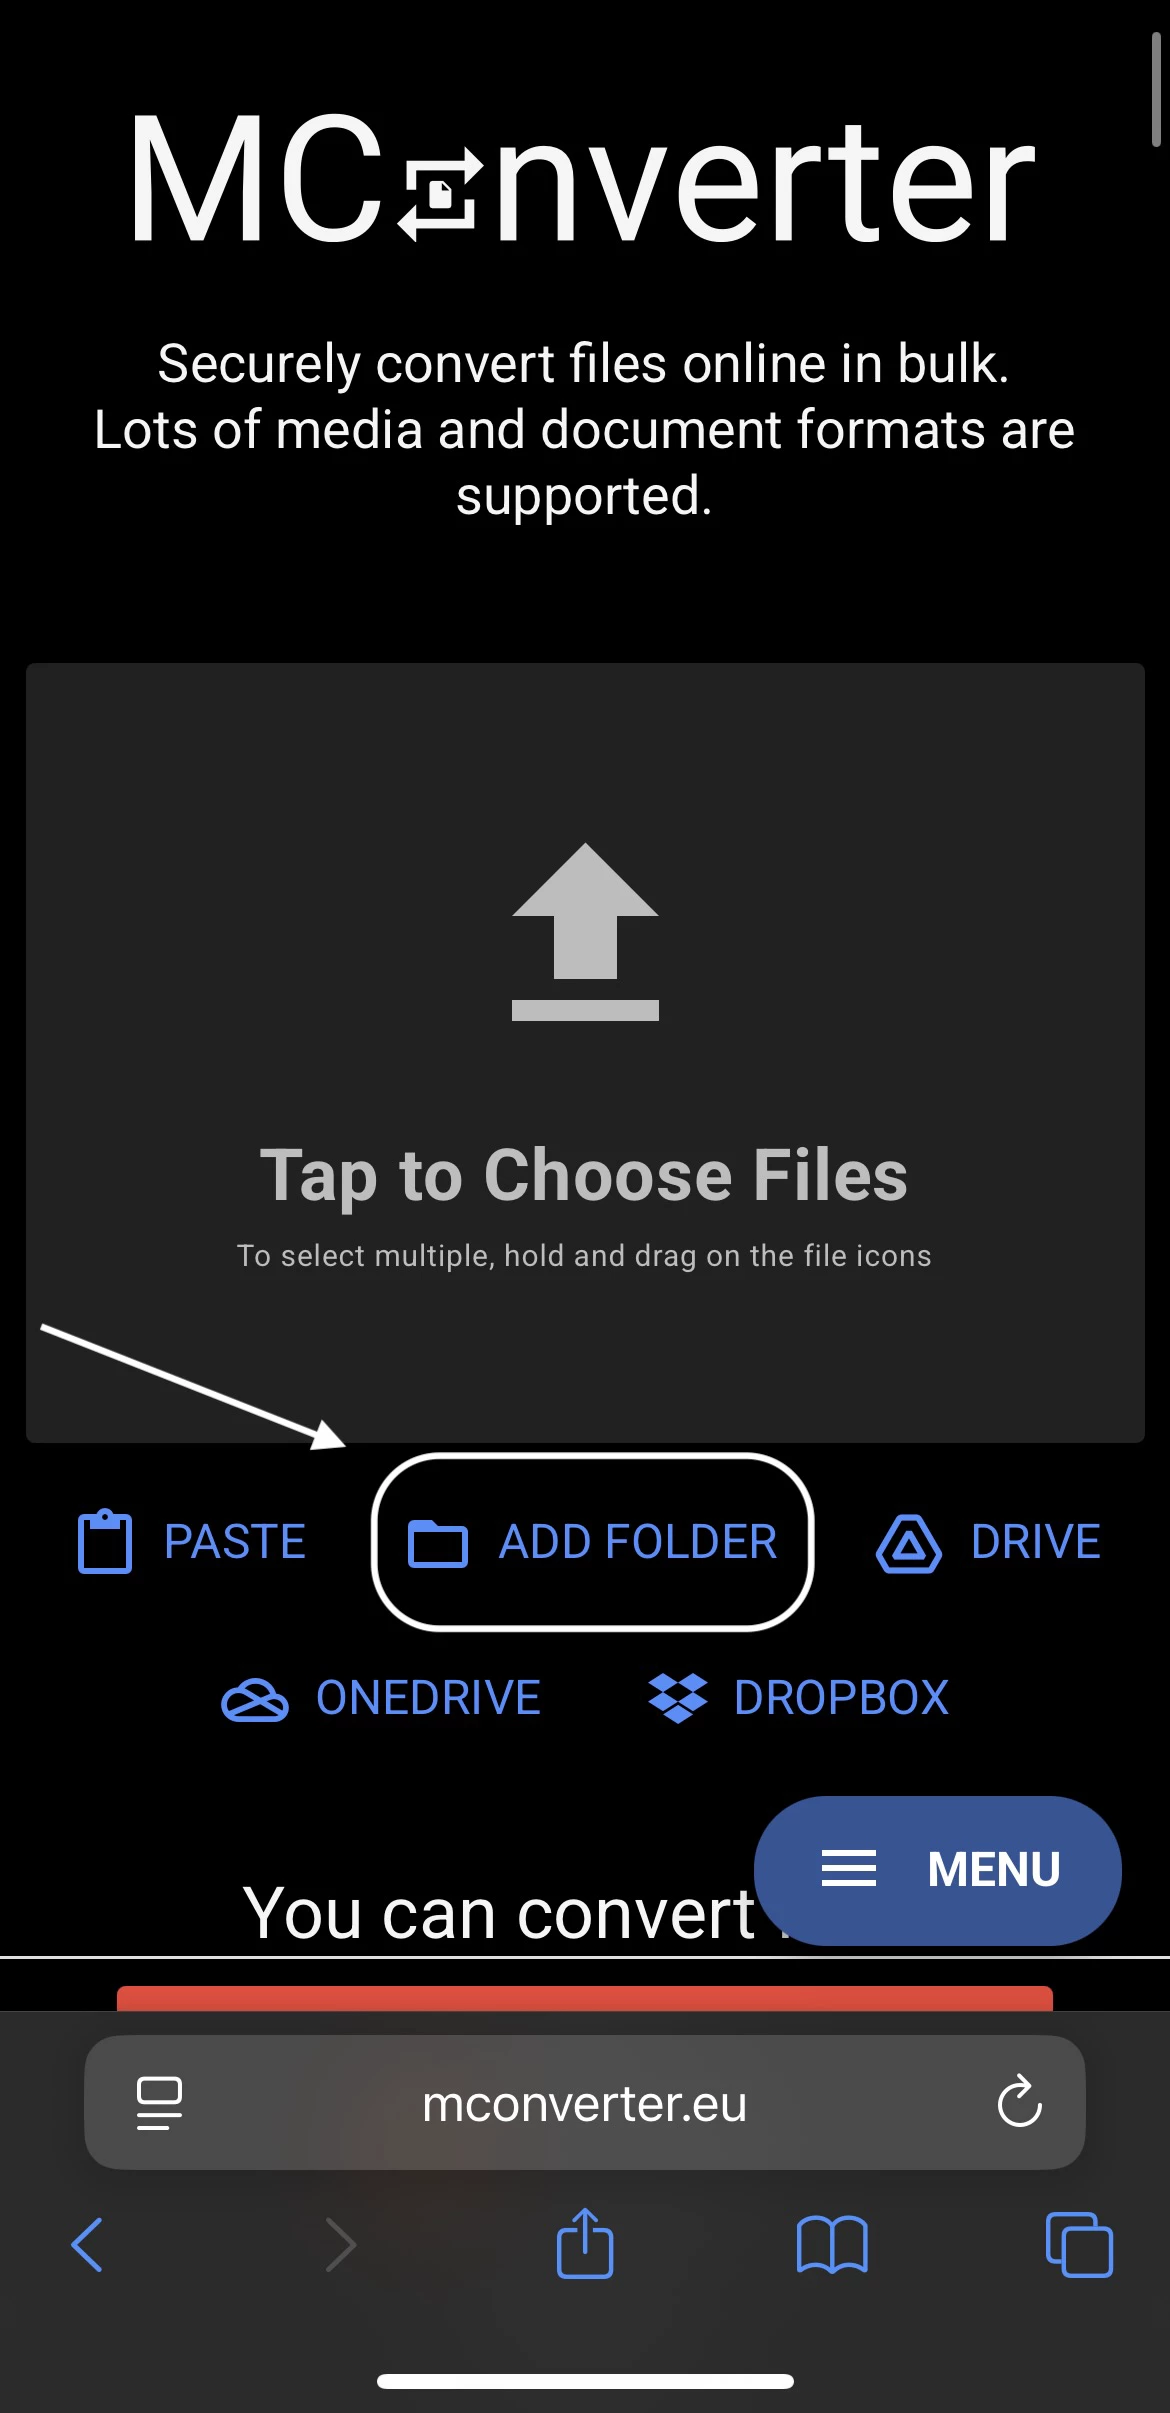 MConverter
Securely convert files online in bulk.
Lots of media and document formats are
supported.
Tap to Choose Files
To select multiple, hold and drag on the file icons
PASTE
ADD FOLDER
DRIVE
ONEDRIVE
DROPBOX
MENU
You can convert
mconverter.eu